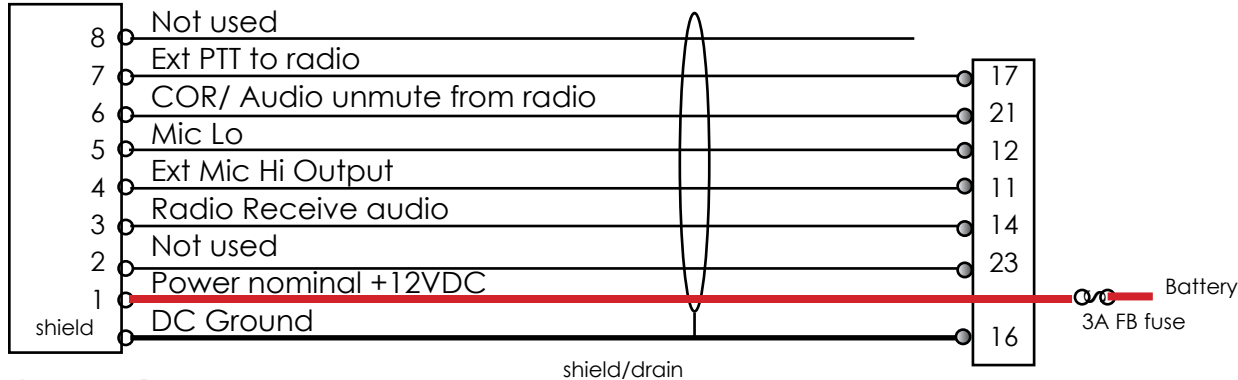 Not used
8
Ext PTT to radio
7 17
COR/ Audio unmute from radio
6 21
Mic Lo
5 12
Ext Mic Hi Output
4 11
Radio Receive audio
3 14
Not used
2 23
Power nominal +12VDC
1 Battery
3A FB fuse
DC Ground
shield 16
shield/drain